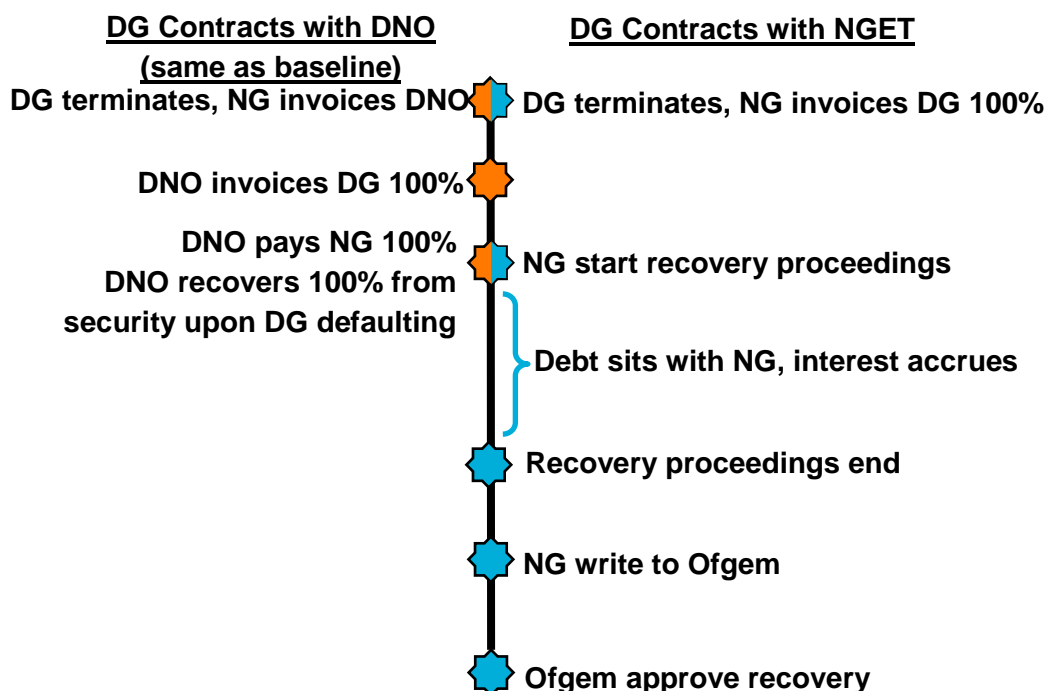 DG Contracts with DNO
(same as baseline)
DG terminates, NG invoices DNO
DNO invoices DG 100%
DNO pays NG 100%
DNO recovers 100% from
security upon DG defaulting
DG Contracts with NGET
DG terminates, NG invoices DG 100%
NG start recovery proceedings
Debt sits with NG, interest accrues
Recovery proceedings end
NG write to Ofgem
Ofgem approve recovery